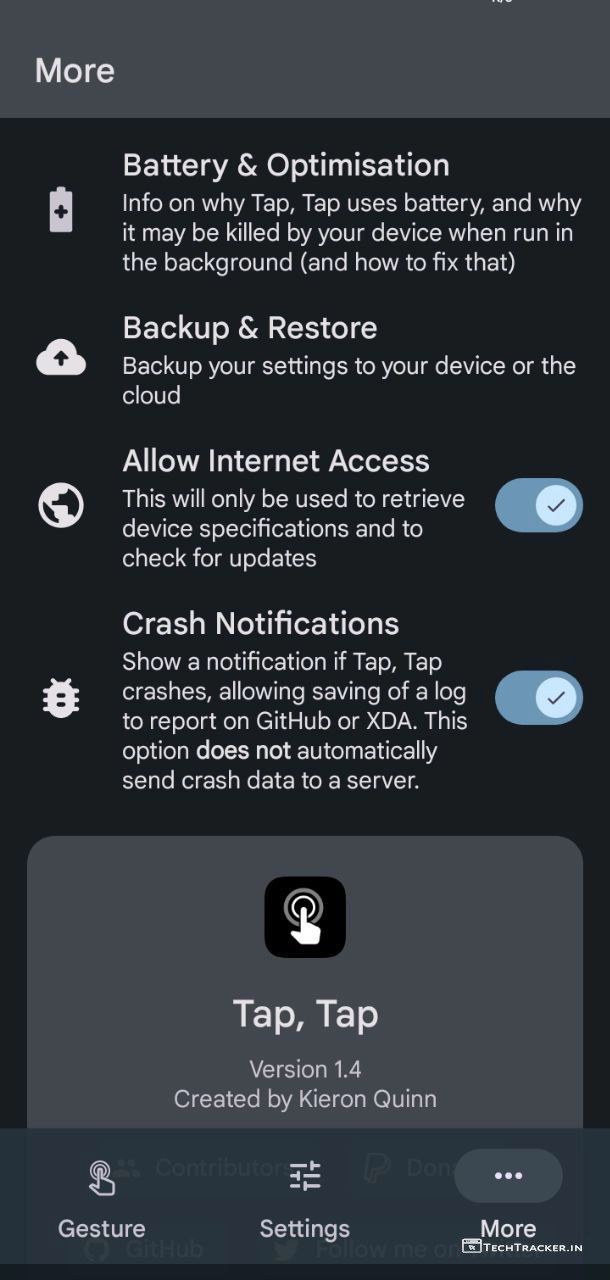 More
Battery & Optimisation
Info on why Tap, Tap uses battery, and why
it may be killed by your device when run in
the background (and how to fix that)
Backup & Restore
Backup your settings to your device or the
cloud
Allow Internet Access
This will only be used to retrieve
device specifications and to
check for updates
Crash Notifications
Show a notification if Tap, Tap
crashes, allowing saving of a log
to report on GitHub or XDA. This
option does not automatically
send crash data to a server.
Tap, Tap
Version 1.4
Created by Kieron Quinn
Contributors
Gesture
Settings
More
GitHub
Follow me on
TechTracker.in